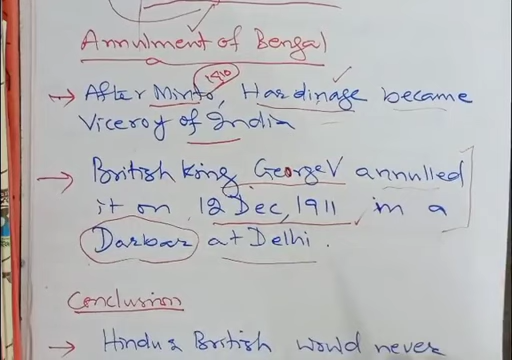 Annulment of Bengal
1910
→ After Minto, Hardinage became
Viceroy of India
→ British King George V annulled
it on 12 Dec, 1911 in a
Darbar at Delhi.
Conclusion
→ Hindu & British would never